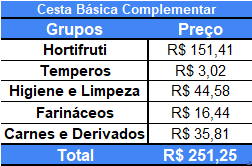 Cesta Básica Complementar
Grupos Preço
Hortifruti R$ 151,41
Temperos R$ 3,02
Higiene e Limpeza R$ 44,58
Farináceos R$ 16,44
Carnes e Derivados R$ 35,81
Total R$ 251,25